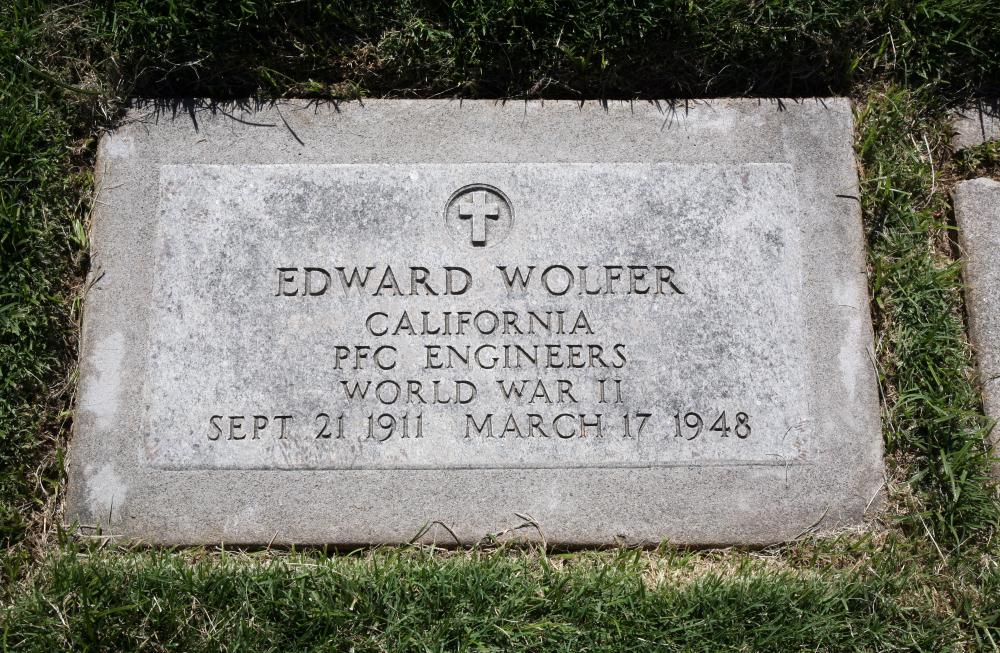 EDWARD WOLFER
CALIFORNIA
PFC ENGINEERS
WORLD WAR II
SEPT 21 1911 MARCH 17 1948